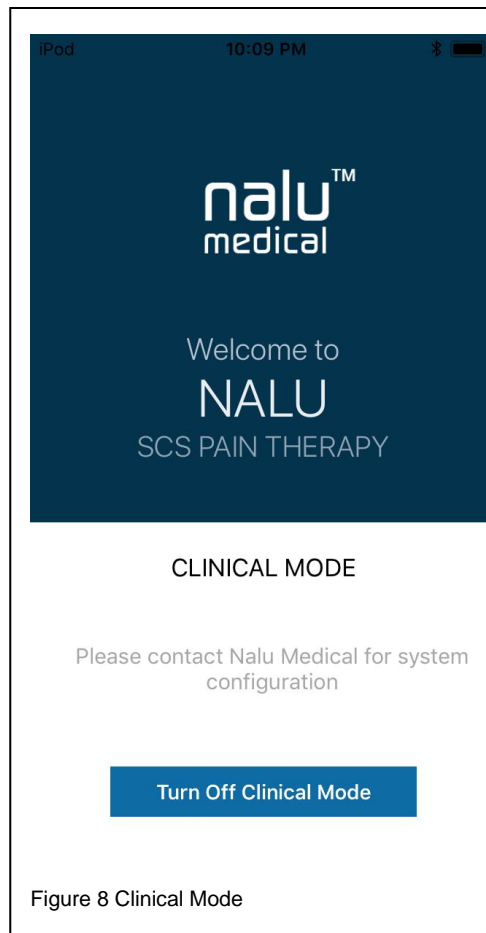 iPod 10:09 PM
nalu™
medical
Welcome to
NALU
SCS PAIN THERAPY
CLINICAL MODE
Please contact Nalu Medical for system
configuration
Turn Off Clinical Mode
Figure 8 Clinical Mode